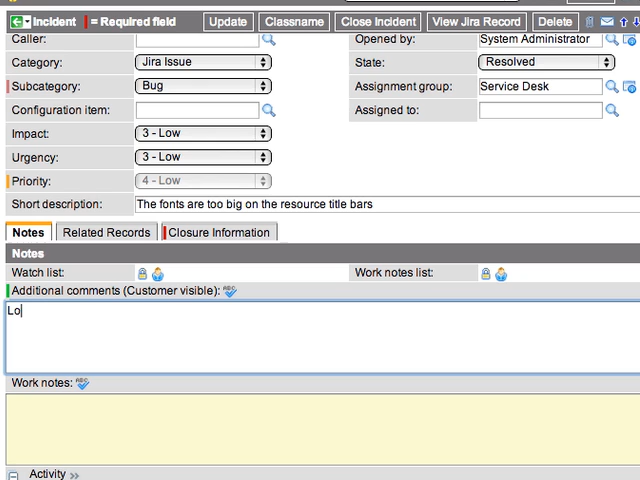 Incident = Required field Update Classname Close Incident View Jira Record Delete
Caller: Opened by: System Administrator
Category: Jira Issue State: Resolved
Subcategory: Bug Assignment group: Service Desk
Configuration item: Assigned to:
Impact: 3 - Low
Urgency: 3 - Low
Priority: 4 - Low
Short description: The fonts are too big on the resource title bars
Notes Related Records Closure Information
Notes
Watch list: Work notes list:
Additional comments (Customer visible): ABC
Lo
Work notes: ABC
Activity